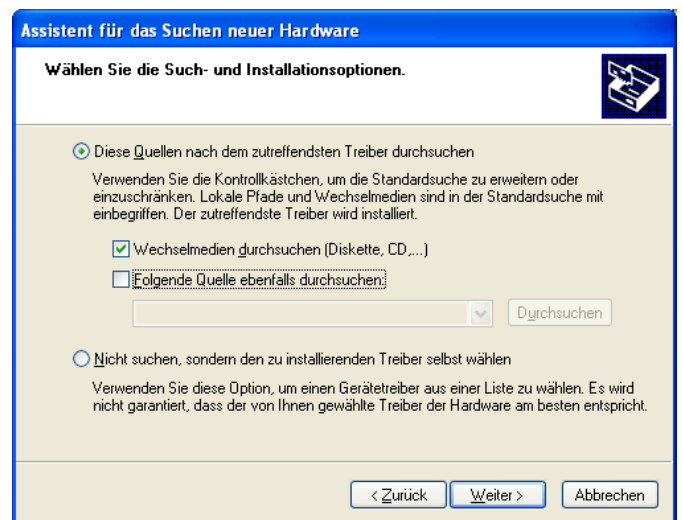 Assistent für das Suchen neuer Hardware
Wählen Sie die Such- und Installationsoptionen.
Diese Quellen nach dem zutreffendsten Treiber durchsuchen
Verwenden Sie die Kontrollkästchen, um die Standardsuche zu erweitern oder
einzuschränken. Lokale Pfade und Wechselmedien sind in der Standardsuche mit
einbegriffen. Der zutreffendste Treiber wird installiert.
Wechselmedien durchsuchen (Diskette, CD,...)
Folgende Quelle ebenfalls durchsuchen:
Durchsuchen
Nicht suchen, sondern den zu installierenden Treiber selbst wählen
Verwenden Sie diese Option, um einen Gerätetreiber aus einer Liste zu wählen. Es wird
nicht garantiert, dass der von Ihnen gewählte Treiber der Hardware am besten entspricht.
< Zurück Weiter > Abbrechen